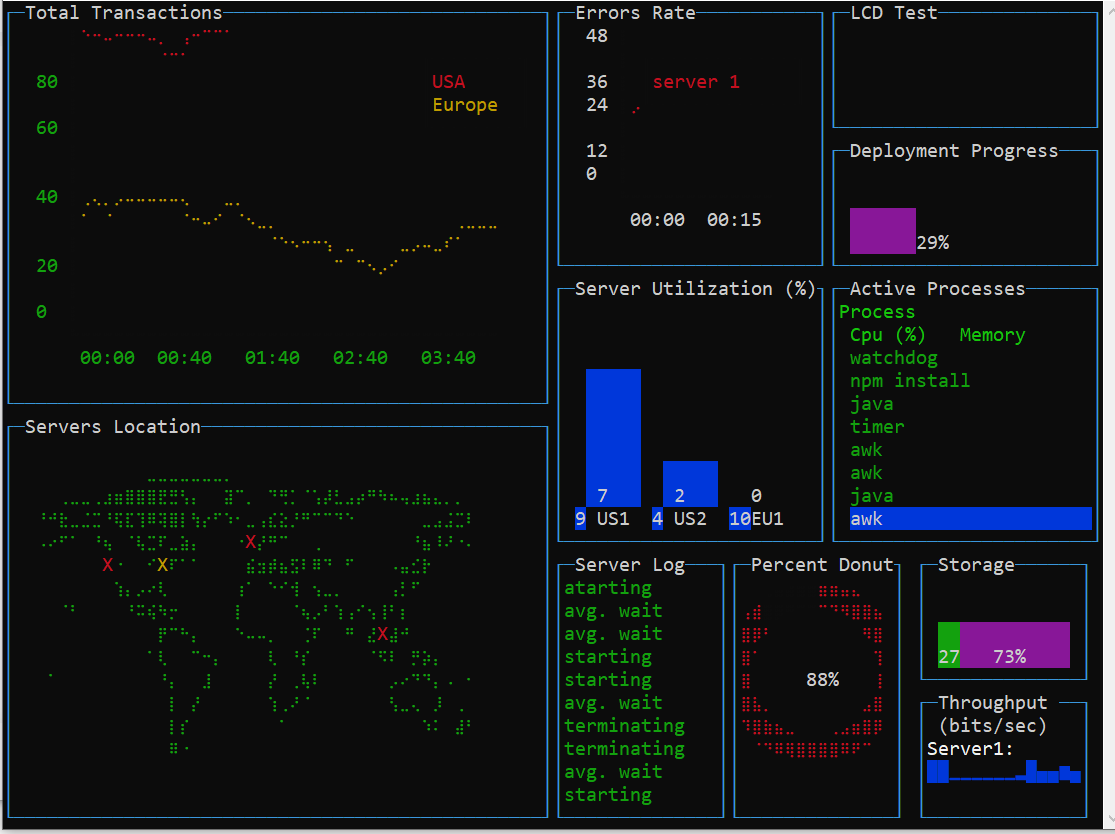 Total Transactions
80
60
40
20
0
USA
Europe
00:00 00:40 01:40 02:40 03:40
Errors Rate
48
36
24
12
0
server 1
00:00 00:15
LCD Test
Deployment Progress
29%
Server Utilization (%)
7 2 0
9 US1 4 US2 10EU1
Active Processes
Process
Cpu (%) Memory
watchdog
npm install
java
timer
awk
awk
java
awk
Servers Location
X
X X
X
Server Log
atarting
avg. wait
avg. wait
starting
starting
avg. wait
terminating
terminating
avg. wait
starting
Percent Donut
88%
Storage
27 73%
Throughput
(bits/sec)
Server1: